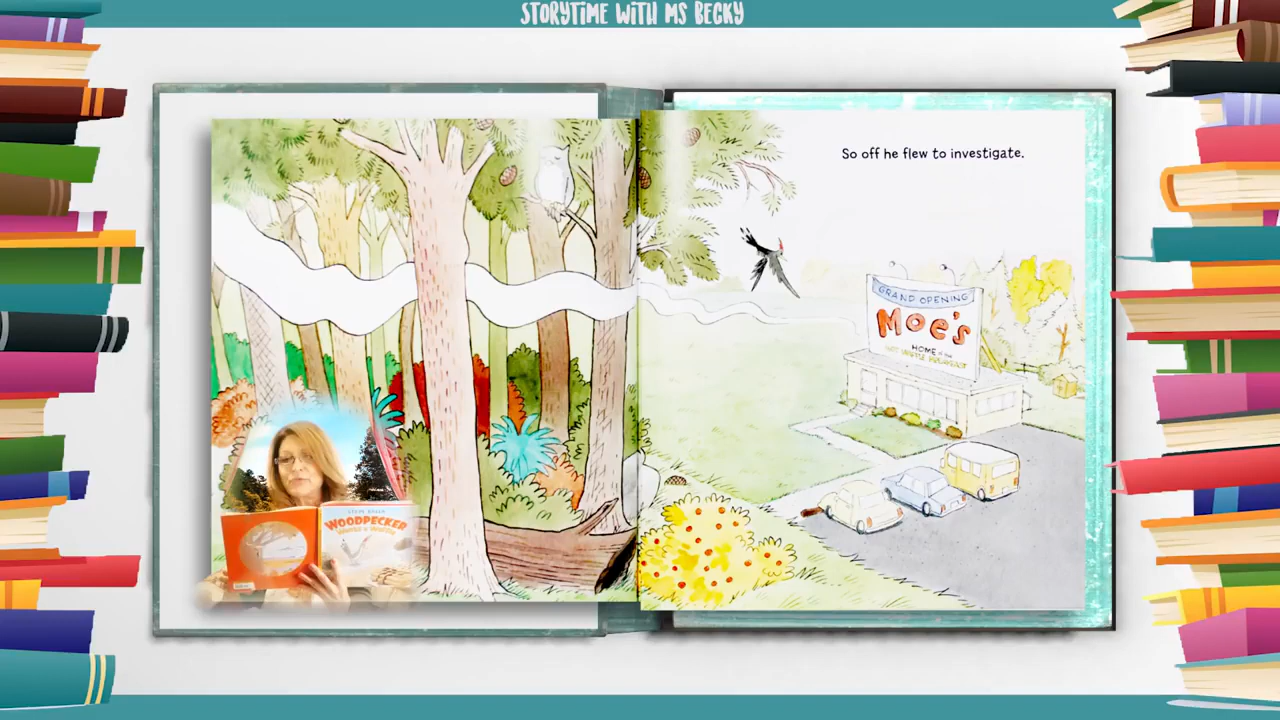 STORYTIME WITH MS BECKY
So off he flew to investigate.
GRAND OPENING
MOE'S
HOME of the
WOODPECKER